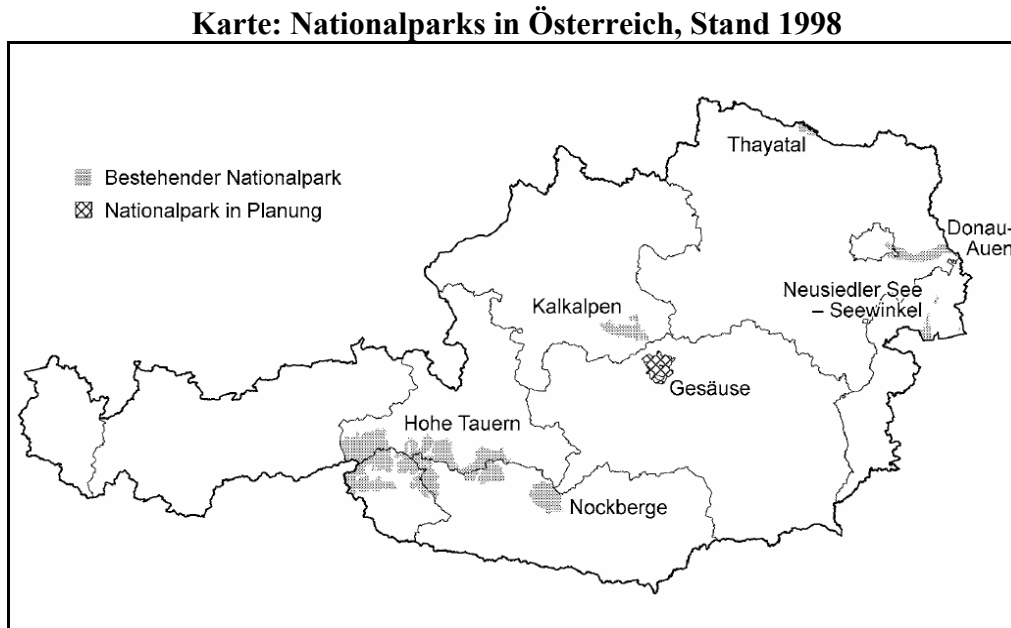 Karte: Nationalparks in Österreich, Stand 1998
Thayatal
Bestehender Nationalpark
Nationalpark in Planung
Donau-
Auen
Neusiedler See
– Seewinkel
Kalkalpen
Gesäuse
Hohe Tauern
Nockberge